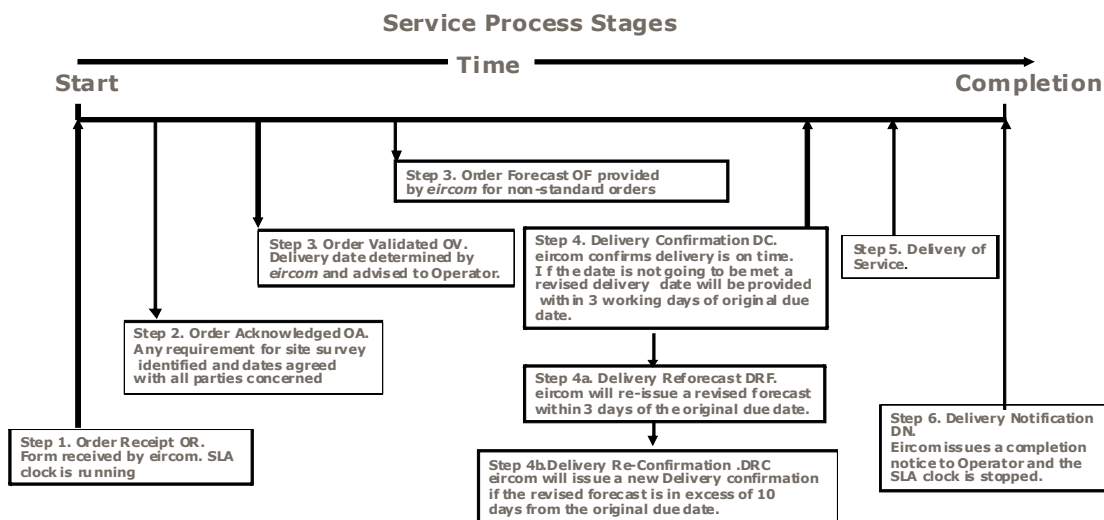 Service Process Stages
Time
Start
Completion
Step 3. Order Forecast OF provided
by eircom for non-standard orders
Step 3. Order Validated OV.
Delivery date determined by
eircom and advised to Operator.
Step 4. Delivery Confirmation DC.
eircom confirms delivery is on time.
If the date is not going to be met a
revised delivery date will be provided
within 3 working days of original due
date.
Step 5. Delivery of
Service.
Step 2. Order Acknowledged OA.
Any requirement for site survey
identified and dates agreed
with all parties concerned
Step 4a. Delivery Reforecast DRF.
eircom will re-issue a revised forecast
within 3 days of the original due date.
Step 1. Order Receipt OR.
Form received by eircom. SLA
clock is running
Step 4b.Delivery Re-Confirmation .DRC
eircom will issue a new Delivery confirmation
if the revised forecast is in excess of 10
days from the original due date.
Step 6. Delivery Notification
DN.
Eircom issues a completion
notice to Operator and the
SLA clock is stopped.